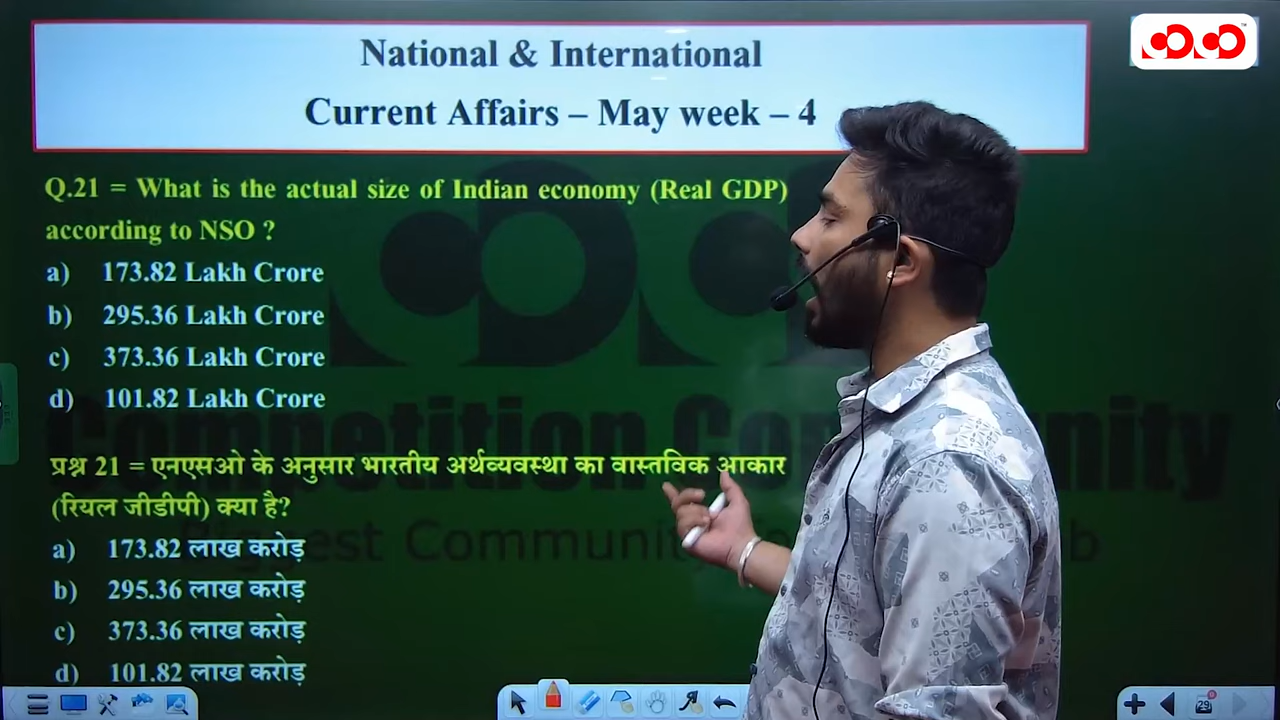 National & International
Current Affairs – May week – 4
Q.21 = What is the actual size of Indian economy (Real GDP)
according to NSO ?
a) 173.82 Lakh Crore
b) 295.36 Lakh Crore
c) 373.36 Lakh Crore
d) 101.82 Lakh Crore
प्रश्न 21 = एनएसओ के अनुसार भारतीय अर्थव्यवस्था का वास्तविक आकार
(रियल जीडीपी) क्या है?
a) 173.82 लाख करोड़
b) 295.36 लाख करोड़
c) 373.36 लाख करोड़
d) 101.82 लाख करोड़
29